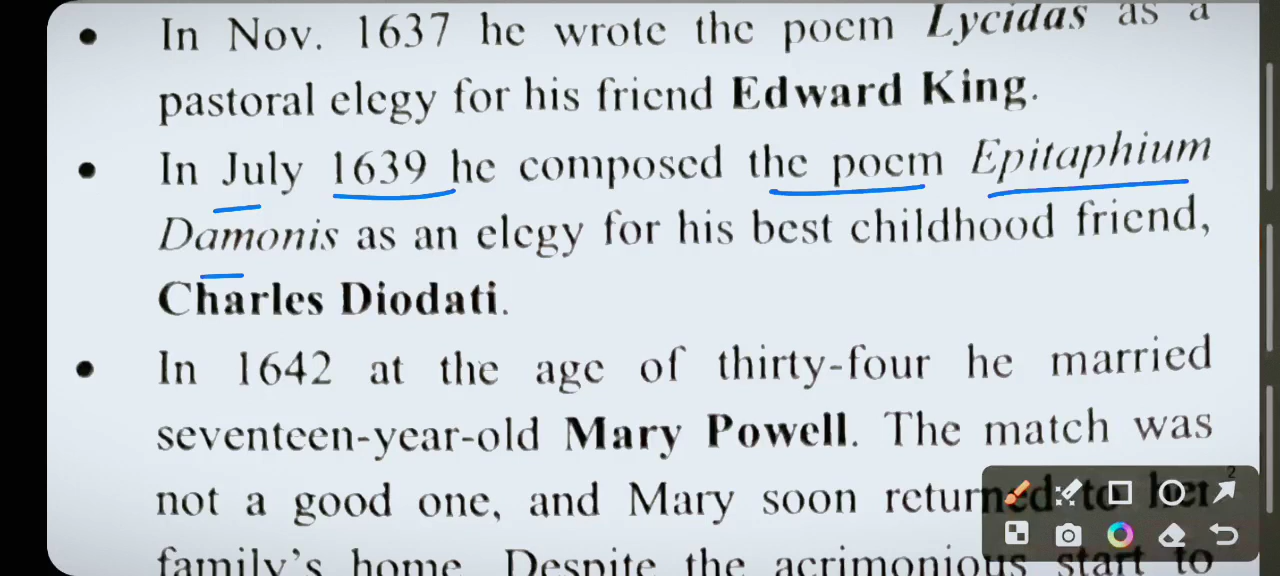 In Nov. 1637 he wrote the poem Lycidas as a
pastoral elegy for his friend Edward King.
In July 1639 he composed the poem Epitaphium
Damonis as an elegy for his best childhood friend,
Charles Diodati.
In 1642 at the age of thirty-four he married
seventeen-year-old Mary Powell. The match was
not a good one, and Mary soon returned to her
family's home. Despite the acrimonious start to
2